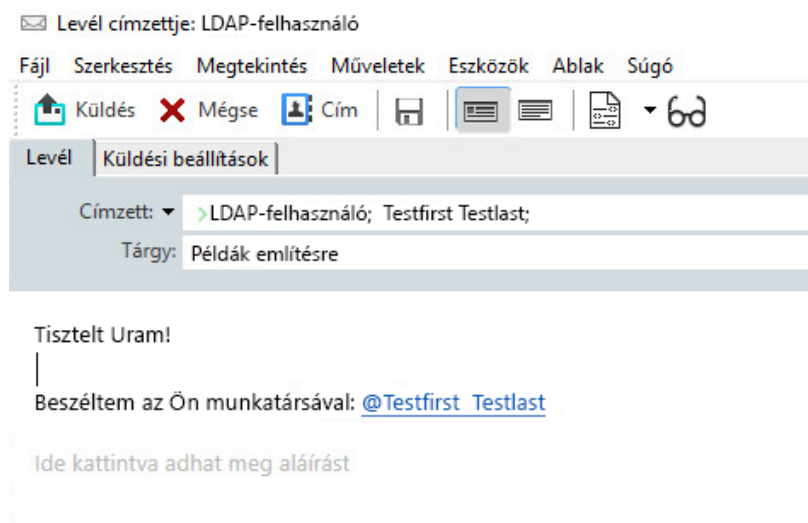 Levél címzettje: LDAP-felhasználó
Fájl Szerkesztés Megtekintés Műveletek Eszközök Ablak Súgó
Küldés Mégse Cím
Levél Küldési beállítások
Címzett: >LDAP-felhasználó; Testfirst Testlast;
Tárgy: Példák említésre
Tisztelt Uram!
Beszéltem az Ön munkatársával: @Testfirst Testlast
Ide kattintva adhat meg aláírást